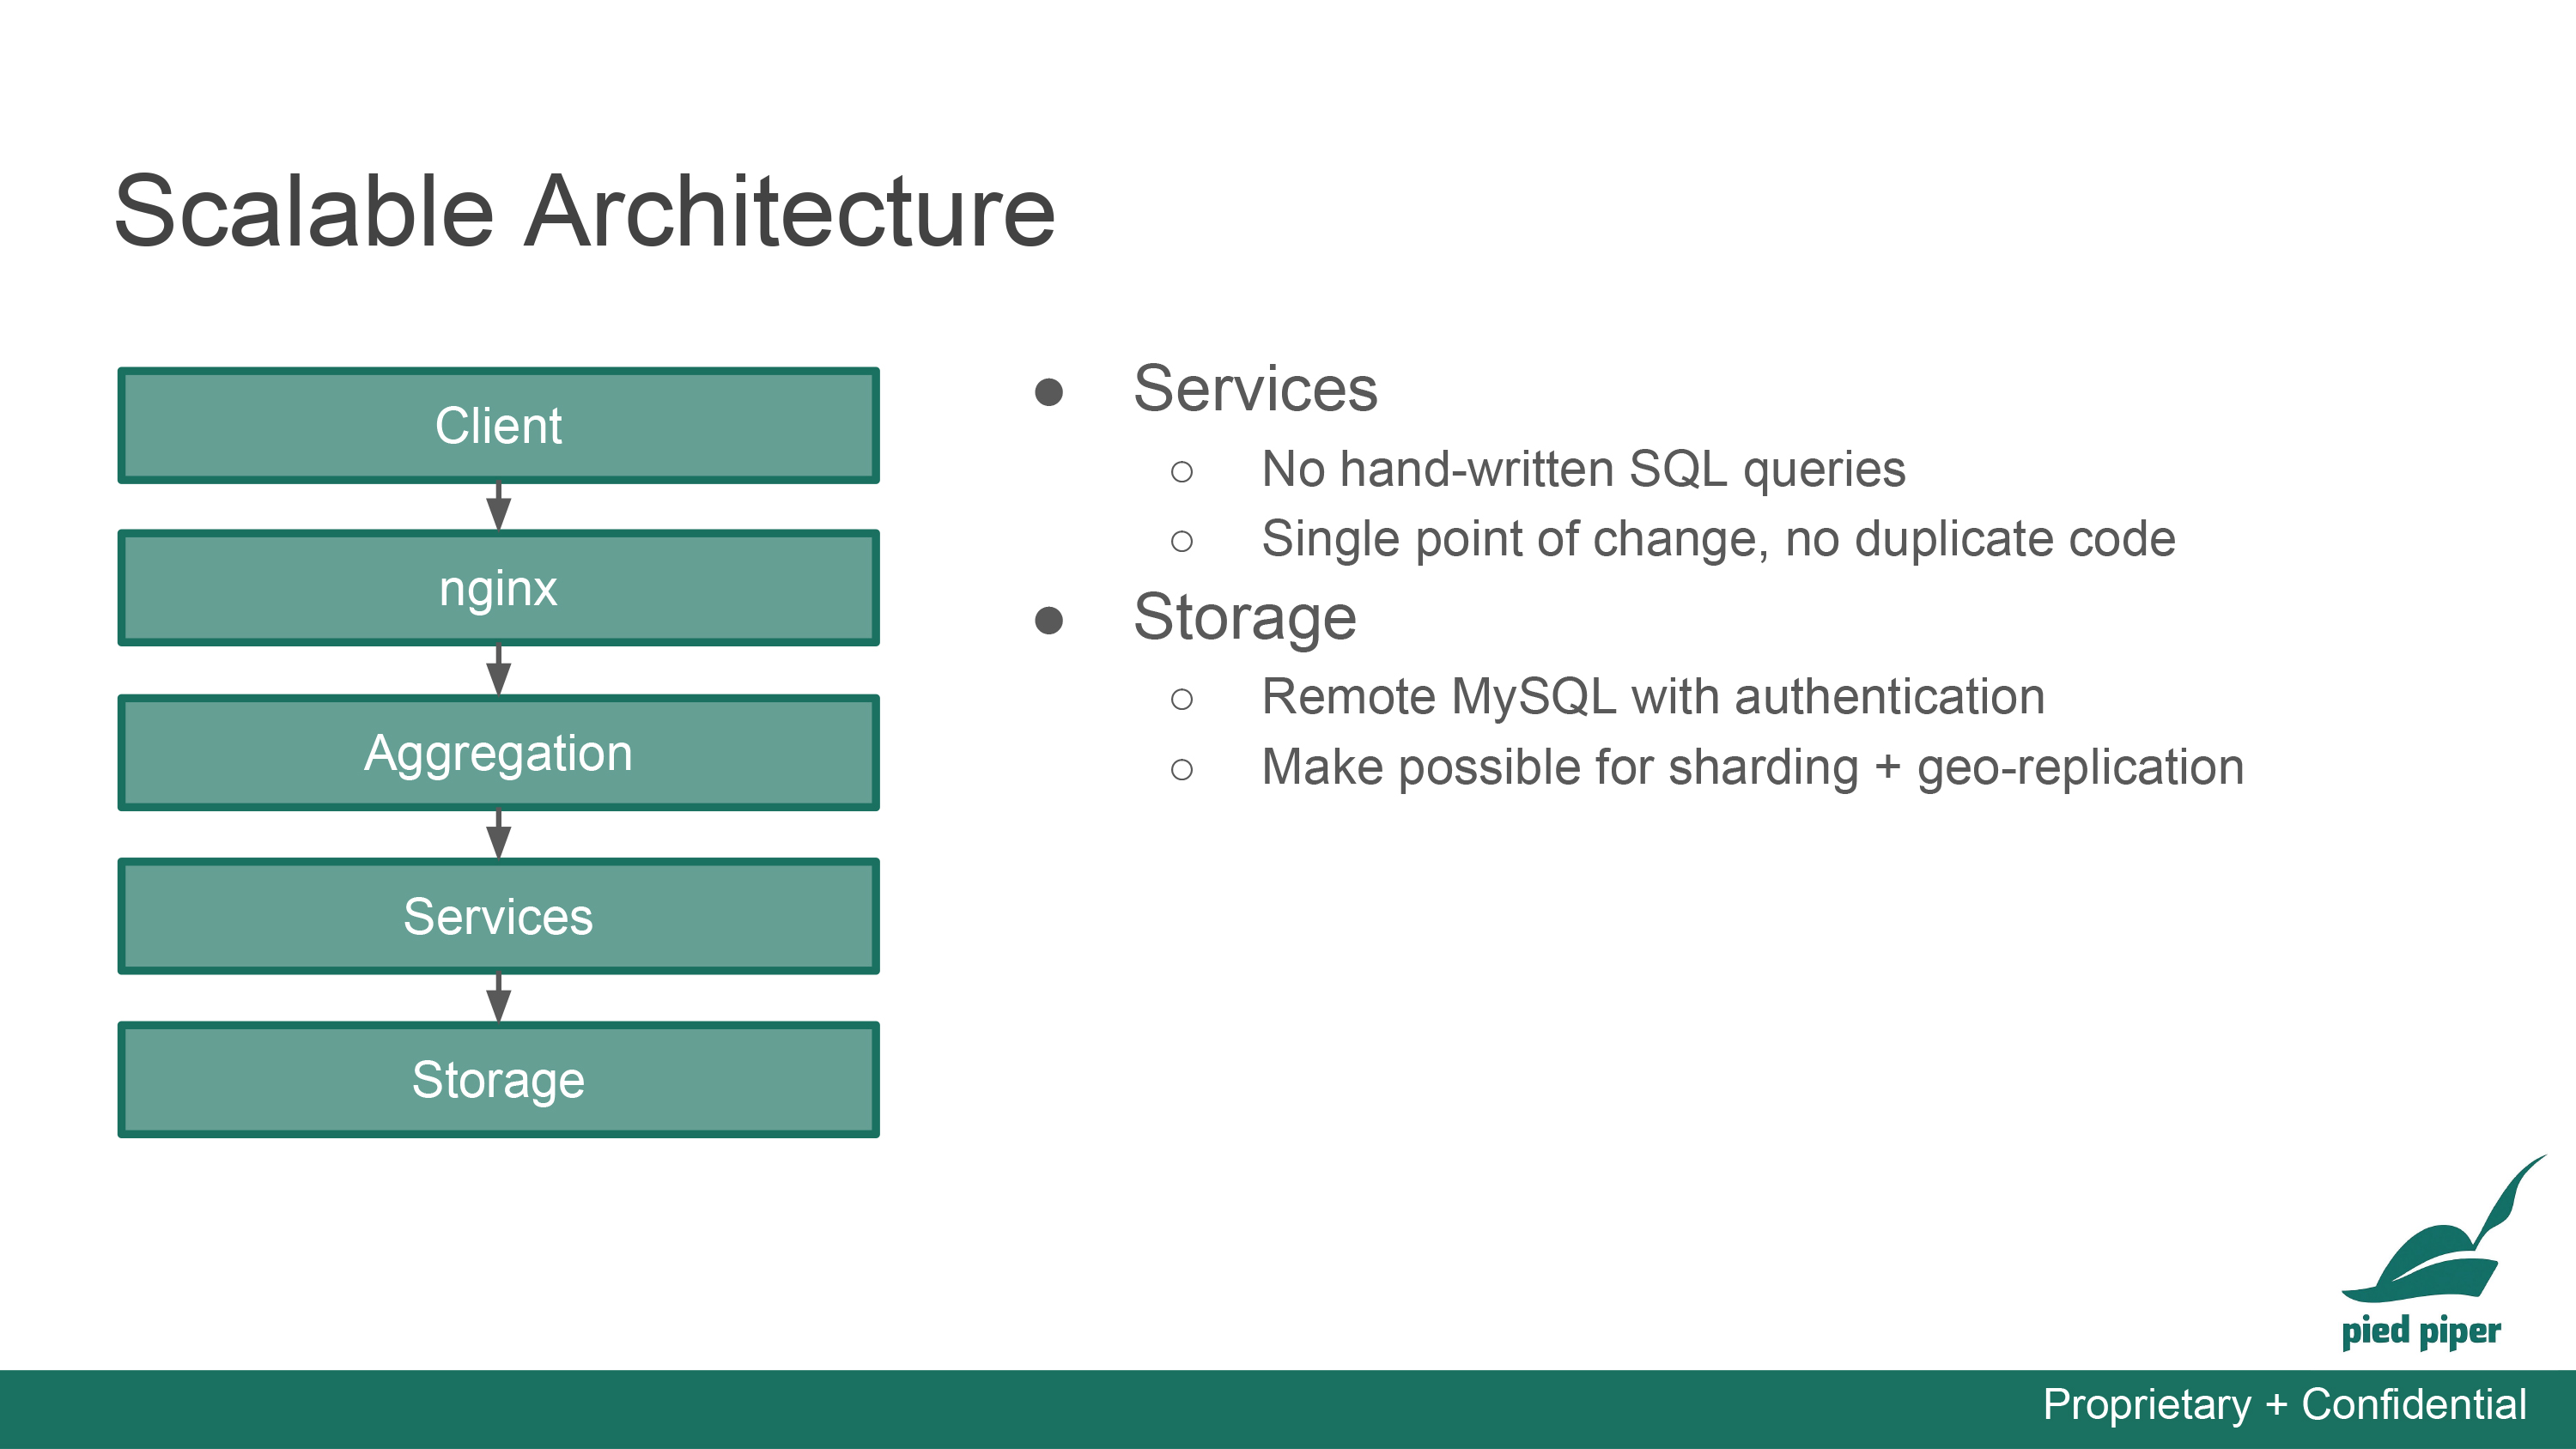 Scalable Architecture
Client
nginx
Aggregation
Services
Storage
● Services
○ No hand-written SQL queries
○ Single point of change, no duplicate code
● Storage
○ Remote MySQL with authentication
○ Make possible for sharding + geo-replication
pied piper
Proprietary + Confidential